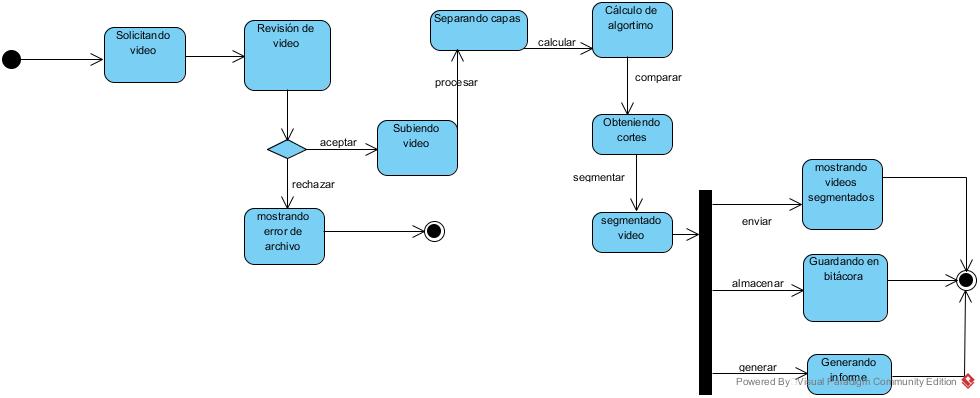 Solicitando
video
Revisión de
video
Separando capas
Cálculo de
algortimo
calcular
comparar
procesar
aceptar
Subiendo
video
Obteniendo
cortes
rechazar
segmentar
mostrando
error de
archivo
segmentado
video
mostrando
videos
segmentados
enviar
Guardando en
bitácora
almacenar
Generando
informe
generar
Powered By Visual Paradigm Community Edition